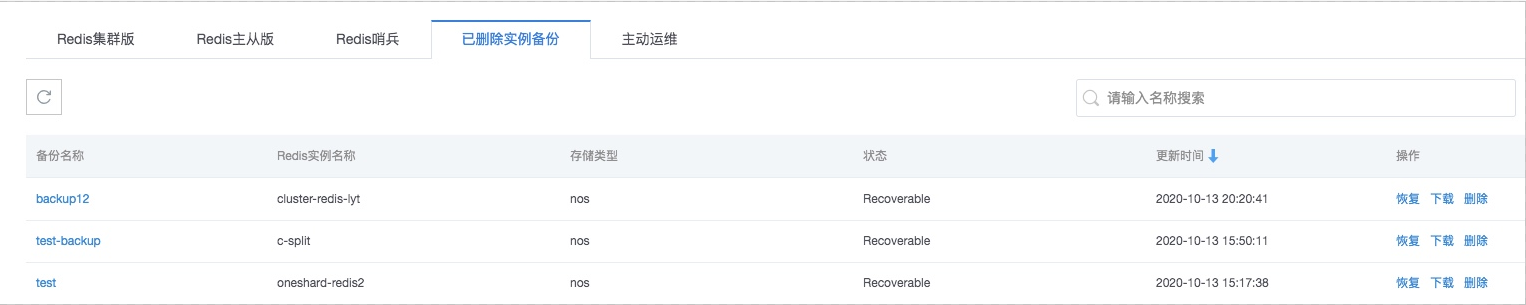 Redis集群版 Redis主从版 Redis哨兵 已删除实例备份 主动运维
请输入名称搜索
备份名称 Redis实例名称 存储类型 状态 更新时间 操作
backup12 cluster-redis-lyt nos Recoverable 2020-10-13 20:20:41 恢复 下载 删除
test-backup c-split nos Recoverable 2020-10-13 15:50:11 恢复 下载 删除
test oneshard-redis2 nos Recoverable 2020-10-13 15:17:38 恢复 下载 删除